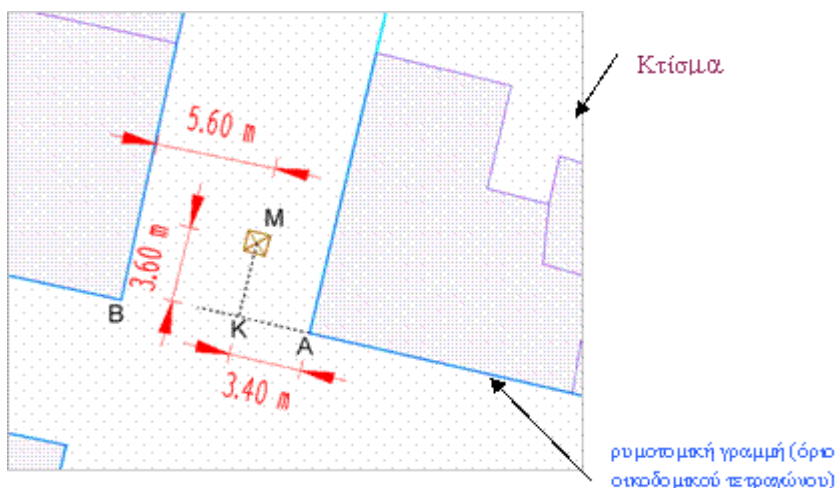 Κτίσμα
5.60 m
M
3.60 m
B
K
A
3.40 m
ρυμοτομική γραμμή (όριο
οικοδομικού τετραγώνου)